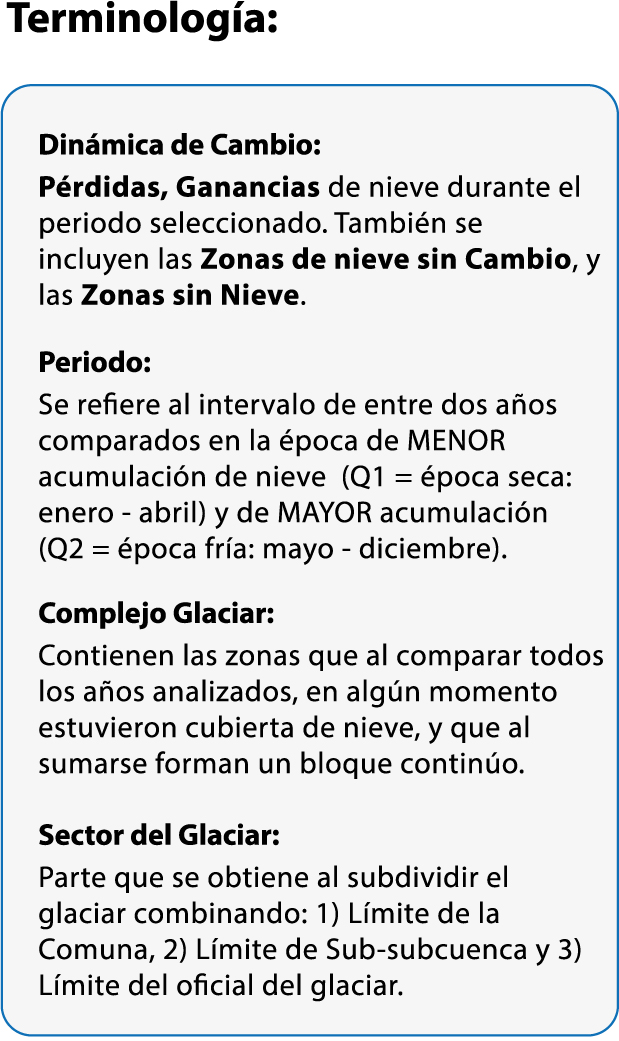 Terminología:
Dinámica de Cambio:
Pérdidas, Ganancias de nieve durante el
periodo seleccionado. También se
incluyen las Zonas de nieve sin Cambio, y
las Zonas sin Nieve.
Periodo:
Se refiere al intervalo de entre dos años
comparados en la época de MENOR
acumulación de nieve  (Q1 = época seca:
enero - abril) y de MAYOR acumulación
(Q2 = época fría: mayo - diciembre).
Complejo Glaciar:
Contienen las zonas que al comparar todos
los años analizados, en algún momento
estuvieron cubierta de nieve, y que al
sumarse forman un bloque continúo.
Sector del Glaciar:
Parte que se obtiene al subdividir el
glaciar combinando: 1) Límite de la
Comuna, 2) Límite de Sub-subcuenca y 3)
Límite del oficial del glaciar.